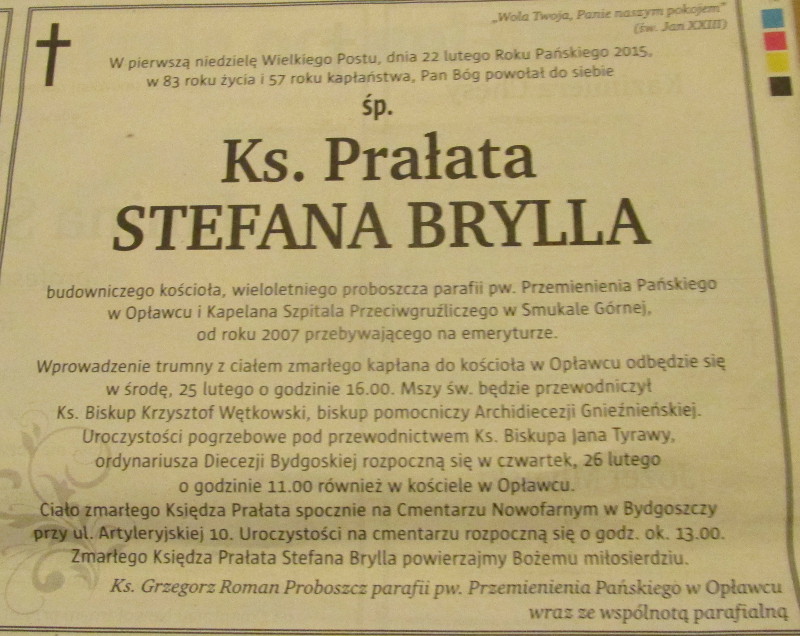 „Wola Twoja, Panie naszym pokojem”
(św. Jan XXIII)
W pierwszą niedzielę Wielkiego Postu, dnia 22 lutego Roku Pańskiego 2015,
w 83 roku życia i 57 roku kapłaństwa, Pan Bóg powołał do siebie
śp.
Ks. Prałata
STEFANA BRYLLA
budowniczego kościoła, wieloletniego proboszcza parafii pw. Przemienienia Pańskiego
w Opławcu i Kapelana Szpitala Przeciwgruźliczego w Smukale Górnej,
od roku 2007 przebywającego na emeryturze.
Wprowadzenie trumny z ciałem zmarłego kapłana do kościoła w Opławcu odbędzie się
w środę, 25 lutego o godzinie 16.00. Mszy św. będzie przewodniczył
Ks. Biskup Krzysztof Wętkowski, biskup pomocniczy Archidiecezji Gnieźnieńskiej.
Uroczystości pogrzebowe pod przewodnictwem Ks. Biskupa Jana Tyrawy,
ordynariusza Diecezji Bydgoskiej rozpoczną się w czwartek, 26 lutego
o godzinie 11.00 również w kościele w Opławcu.
Ciało zmarłego Księdza Prałata spocznie na Cmentarzu Nowofarnym w Bydgoszczy
przy ul. Artyleryjskiej 10. Uroczystości na cmentarzu rozpoczną się o godz. ok. 13.00.
Zmarłego Księdza Prałata Stefana Brylla powierzajmy Bożemu miłosierdziu.
Ks. Grzegorz Roman Proboszcz parafii pw. Przemienienia Pańskiego w Opławcu
wraz ze wspólnotą parafialną